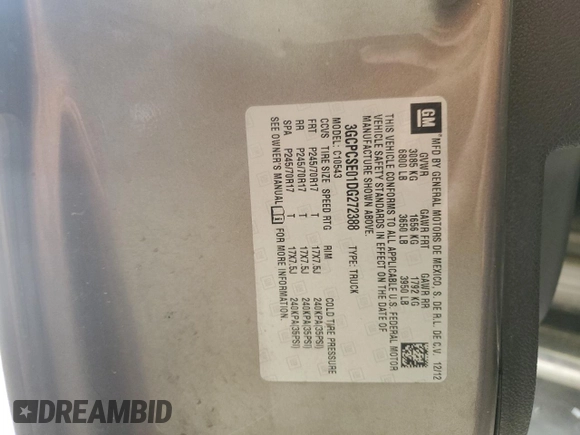 GM
MFD BY GENERAL MOTORS DE MEXICO, S. DE R.L. DE C.V. 12/12
GVWR GAWR FRT GAWR RR
3085 KG 1656 KG 1792 KG
6800 LB 3650 LB 3950 LB
THIS VEHICLE CONFORMS TO ALL APPLICABLE U.S. FEDERAL MOTOR
VEHICLE SAFETY STANDARDS IN EFFECT ON THE DATE OF
MANUFACTURE SHOWN ABOVE.
3GCPCSE01DG272388 TYPE: TRUCK
MODEL: C10543
CCVS TIRE SIZE SPEED RTG RIM COLD TIRE PRESSURE
FRT P245/70R17 T 17X7.5J 240KPA(35PSI)
RR P245/70R17 T 17X7.5J 240KPA(35PSI)
SPA P245/70R17 T 17X7.5J 240KPA(35PSI)
SEE OWNER'S MANUAL i FOR MORE INFORMATION.
DREAMBID